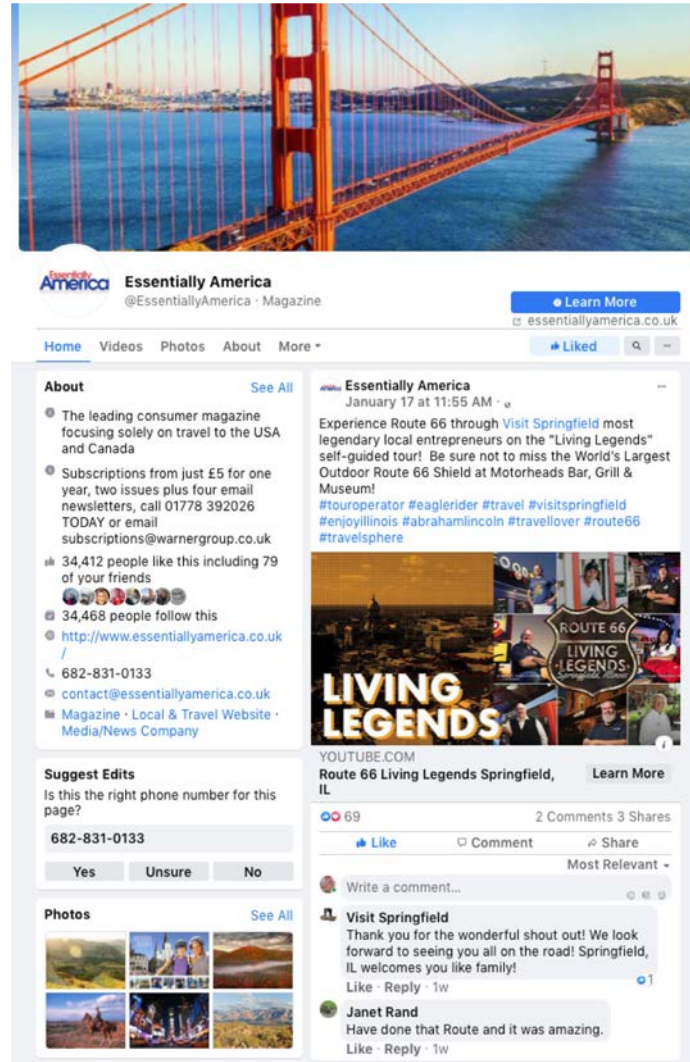 Essentially
America
Essentially America
@EssentiallyAmerica · Magazine
Learn More
essentiallyamerica.co.uk
Home Videos Photos About More
Liked
About See All
The leading consumer magazine
focusing solely on travel to the USA
and Canada
Subscriptions from just £5 for one
year, two issues plus four email
newsletters, call 01778 392026
TODAY or email
subscriptions@warnergroup.co.uk
34,412 people like this including 79
of your friends
34,468 people follow this
http://www.essentiallyamerica.co.uk
/
682-831-0133
contact@essentiallyamerica.co.uk
Magazine · Local & Travel Website ·
Media/News Company
Suggest Edits
Is this the right phone number for this
page?
682-831-0133
Yes Unsure No
Photos See All
Essentially America
January 17 at 11:55 AM ·
Experience Route 66 through Visit Springfield most
legendary local entrepreneurs on the "Living Legends"
self-guided tour! Be sure not to miss the World's Largest
Outdoor Route 66 Shield at Motorheads Bar, Grill &
Museum!
#touroperator #eaglerider #travel #visitspringfield
#enjoyillinois #abrahamlincoln #travellover #route66
#travelsphere
ROUTE 66
LIVING
LEGENDS
Springfield, Illinois
LIVING
LEGENDS
YOUTUBE.COM
Route 66 Living Legends Springfield,
IL
Learn More
69 2 Comments 3 Shares
Like Comment Share
Most Relevant
Write a comment...
Visit Springfield
Thank you for the wonderful shout out! We look
forward to seeing you all on the road! Springfield,
IL welcomes you like family!
1
Like · Reply · 1w
Janet Rand
Have done that Route and it was amazing.
Like · Reply · 1w